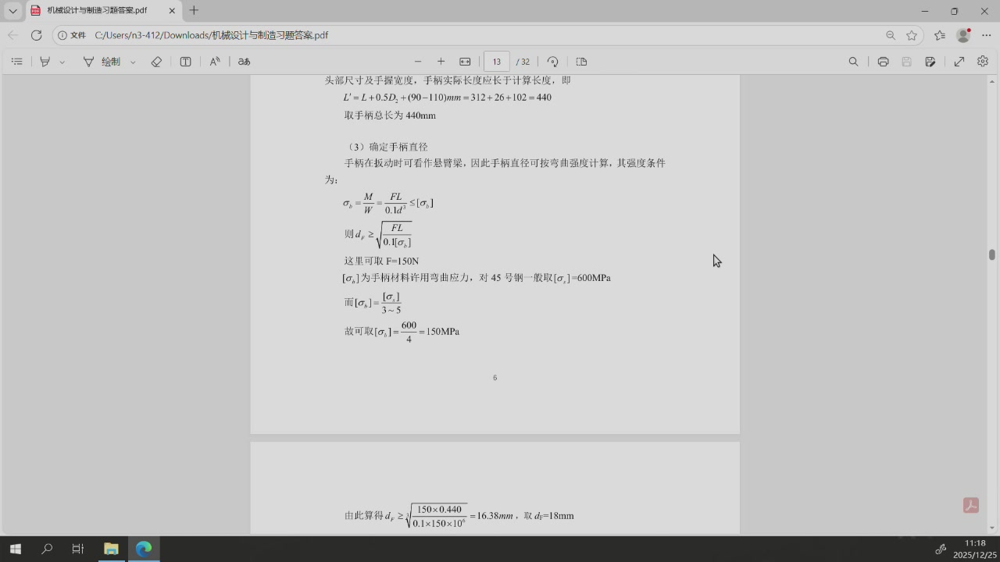 机械设计与制造习题答案.pdf
文件 C:/Users/n3-412/Downloads/机械设计与制造习题答案.pdf
绘制 aあ 13 / 32
头部尺寸及手握宽度，手柄实际长度应长于计算长度，即
L′ = L + 0.5D₂ + (90－110)mm = 312 + 26 + 102 = 440
取手柄总长为 440mm
（3）确定手柄直径
手柄在扳动时可看作悬臂梁，因此手柄直径可按弯曲强度计算，其强度条件
为：
σ_b = M/W = FL/0.1d³ ≤ [σ_b]
则 d_F ≥ √(FL/0.1[σ_b])
这里可取 F=150N
[σ_b]为手柄材料许用弯曲应力，对 45 号钢一般取[σ_s]=600MPa
而[σ_b] = [σ_s]/3～5
故可取[σ_b] = 600/4 = 150MPa
6
由此算得 d_F ≥ ∛(150×0.440/0.1×150×10⁶) = 16.38mm，取 d_F=18mm
11:18
2025/12/25